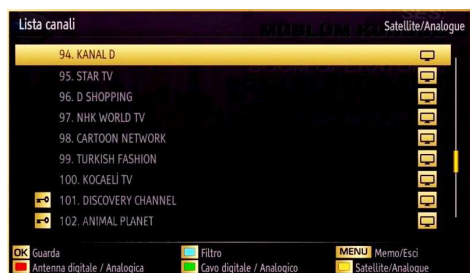 Lista canali
Satellite/Analogue
94. KANAL D
95. STAR TV
96. D SHOPPING
97. NHK WORLD TV
98. CARTOON NETWORK
99. TURKISH FASHION
100. KOCAELİ TV
101. DISCOVERY CHANNEL
102. ANIMAL PLANET
OK Guarda
Filtro
MENU Memo/Esci
Antenna digitale / Analogica
Cavo digitale / Analogico
Satellite/Analogue